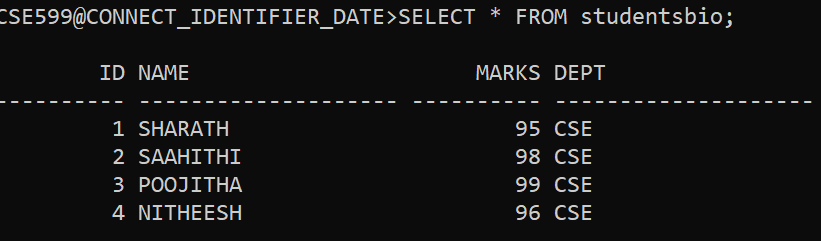 CSE599@CONNECT_IDENTIFIER_DATE>SELECT * FROM studentsbio;
ID NAME MARKS DEPT
---------- -------------------- ---------- --------------------
1 SHARATH 95 CSE
2 SAAHITHI 98 CSE
3 POOJITHA 99 CSE
4 NITHEESH 96 CSE